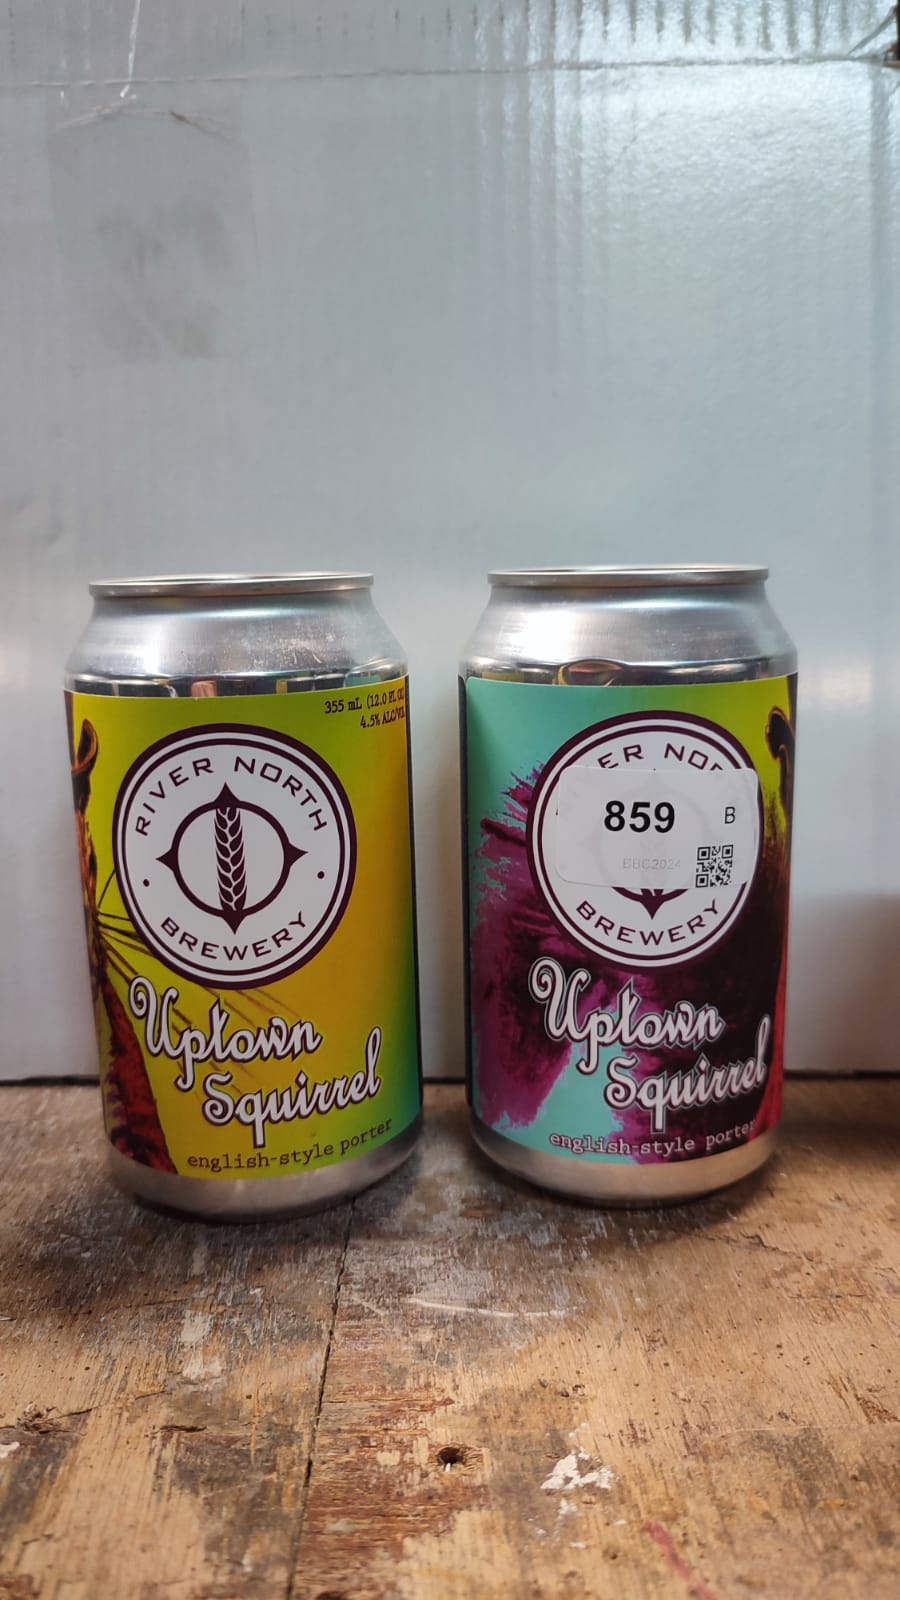 355 mL (12.0 FL OZ
4.5% ALC/VOL
RIVER NORTH
BREWERY
Uptown
Squirrel
english-style porter
ER NOR
859 B
BBC2024
BREWERY
Uptown
Squirrel
english-style porter